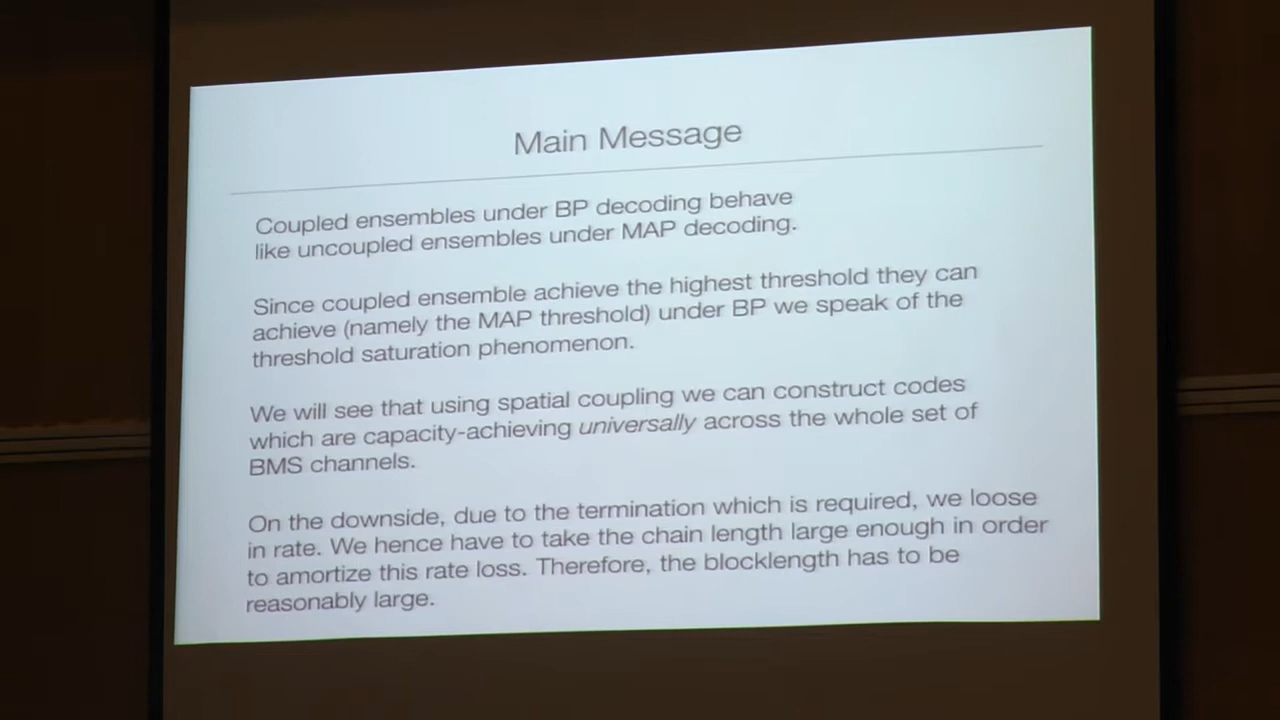 Main Message
Coupled ensembles under BP decoding behave
like uncoupled ensembles under MAP decoding.
Since coupled ensemble achieve the highest threshold they can
achieve (namely the MAP threshold) under BP we speak of the
threshold saturation phenomenon.
We will see that using spatial coupling we can construct codes
which are capacity-achieving universally across the whole set of
BMS channels.
On the downside, due to the termination which is required, we loose
in rate. We hence have to take the chain length large enough in order
to amortize this rate loss. Therefore, the blocklength has to be
reasonably large.